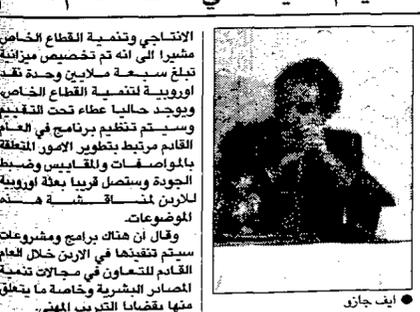 الانتاجي وتنمية القطاع الخاص
مشيرا الى انه تم تخصيص ميزانية
تبلغ سبعة ملايين وحدة نقد
اوروبية لتنمية القطاع الخاص.
ويوجد حاليا عطاء تحت التقييم
وسيتم تنظيم برنامج في العام
القادم مرتبط بتطوير الامور المتعلقة
بالمواصفات والمقاييس وضبط
الجودة وستصل قريبا بعثة اوروبية
للاردن لمناقشة هذه
الموضوعات.
وقال أن هناك برامج ومشروعات
سيتم تنفيذها في الاردن خلال العام
القادم للتعاون في مجالات تنمية
المصادر البشرية وخاصة ما يتعلق
منها بقضايا التدريب المهني
● ايف جازو